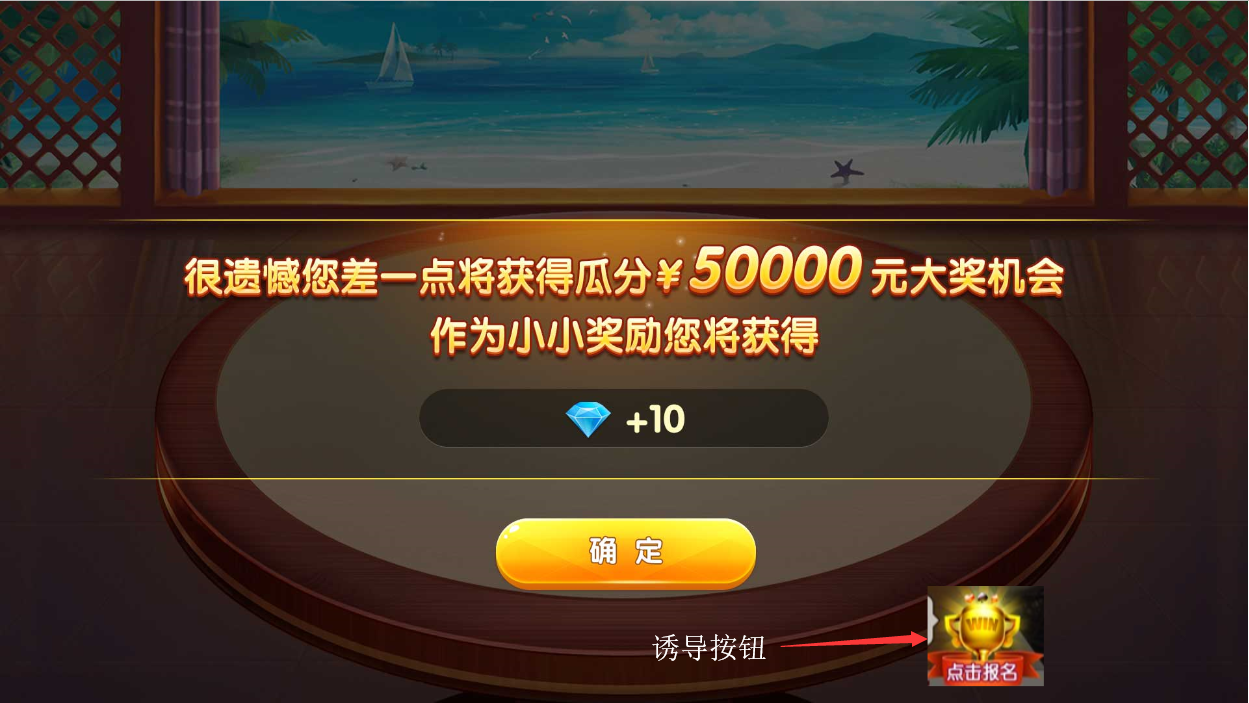 很遗憾您差一点将获得瓜分¥50000元大奖机会
作为小小奖励您将获得
+10
确 定
诱导按钮
WIN
点击报名